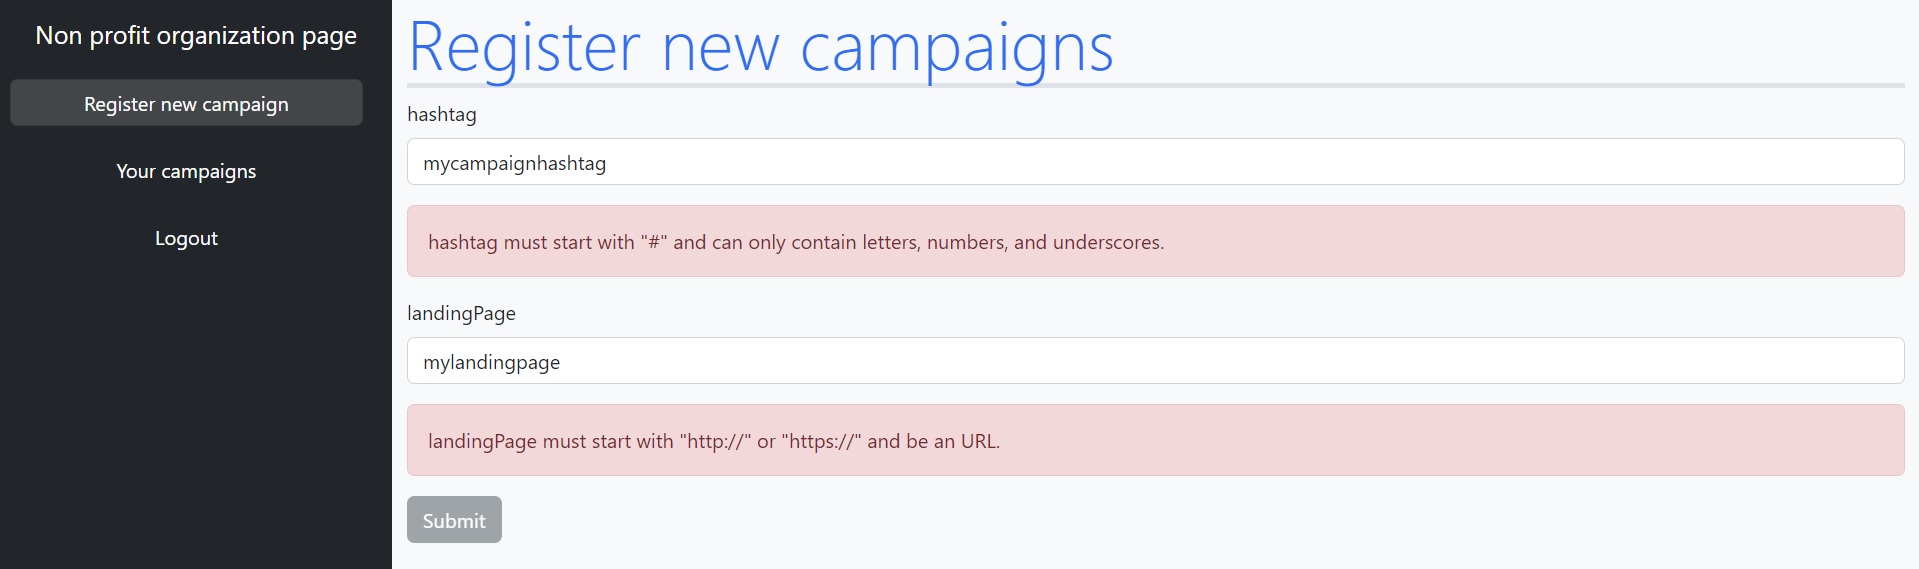 Non profit organization page
Register new campaign
Your campaigns
Logout
Register new campaigns
hashtag
mycampaignhashtag
hashtag must start with "#" and can only contain letters, numbers, and underscores.
landingPage
mylandingpage
landingPage must start with "http://" or "https://" and be an URL.
Submit